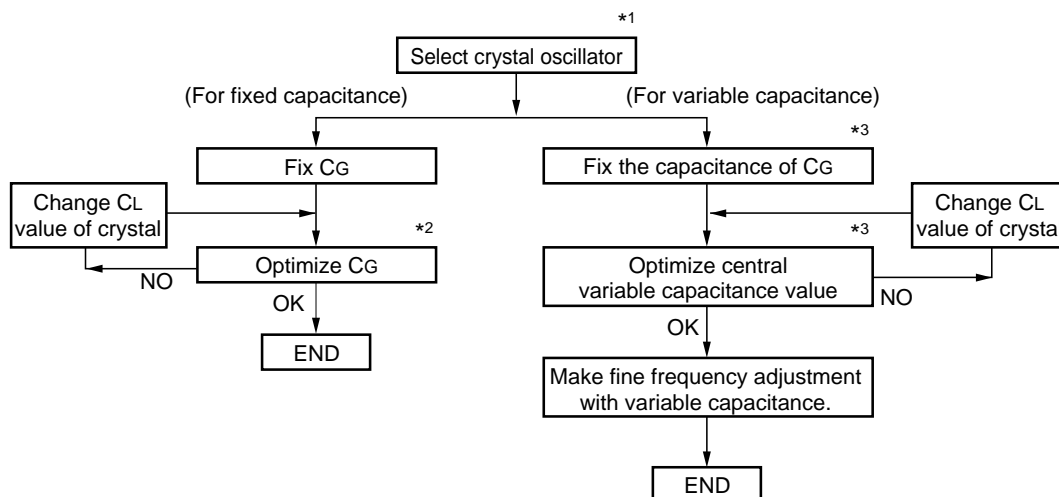 *1
Select crystal oscillator
(For fixed capacitance)
(For variable capacitance)
*3
Fix CG
Fix the capacitance of CG
Change CL
value of crystal
Change CL
value of crysta
*2
*3
Optimize CG
NO
Optimize central
variable capacitance value
NO
OK
OK
END
Make fine frequency adjustment
with variable capacitance.
END